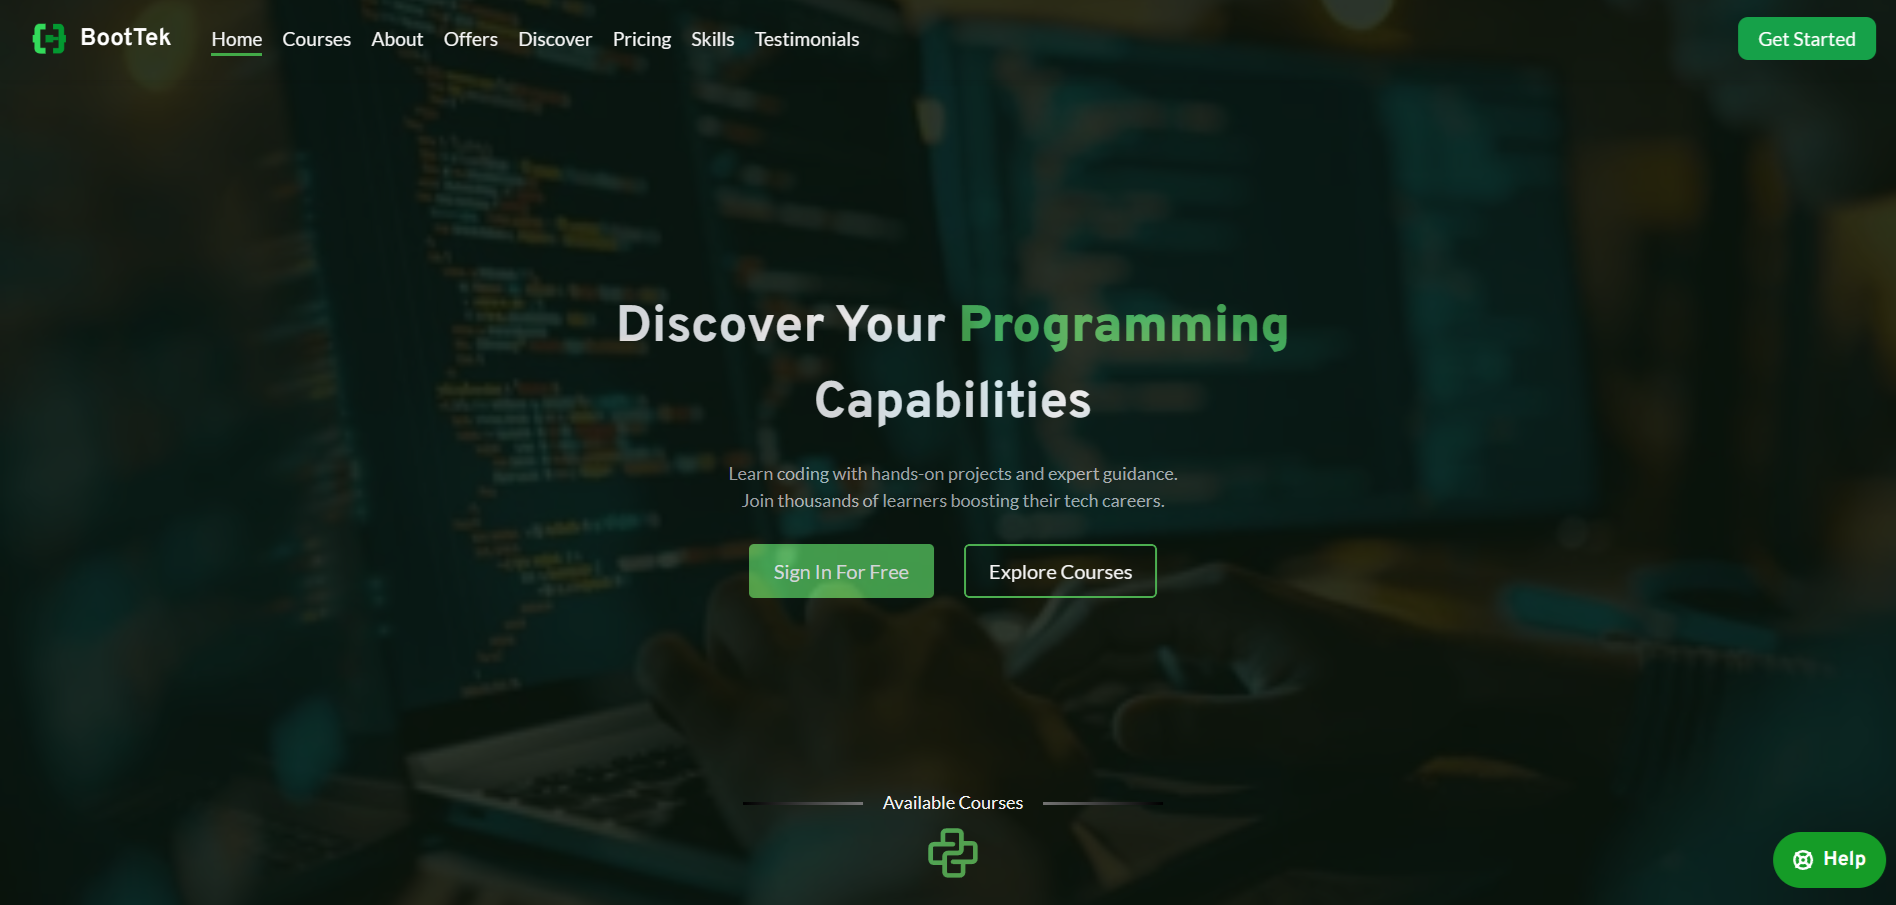 BootTek
Home Courses About Offers Discover Pricing Skills Testimonials
Get Started
Discover Your Programming
Capabilities
Learn coding with hands-on projects and expert guidance.
Join thousands of learners boosting their tech careers.
Sign In For Free
Explore Courses
Available Courses
Help